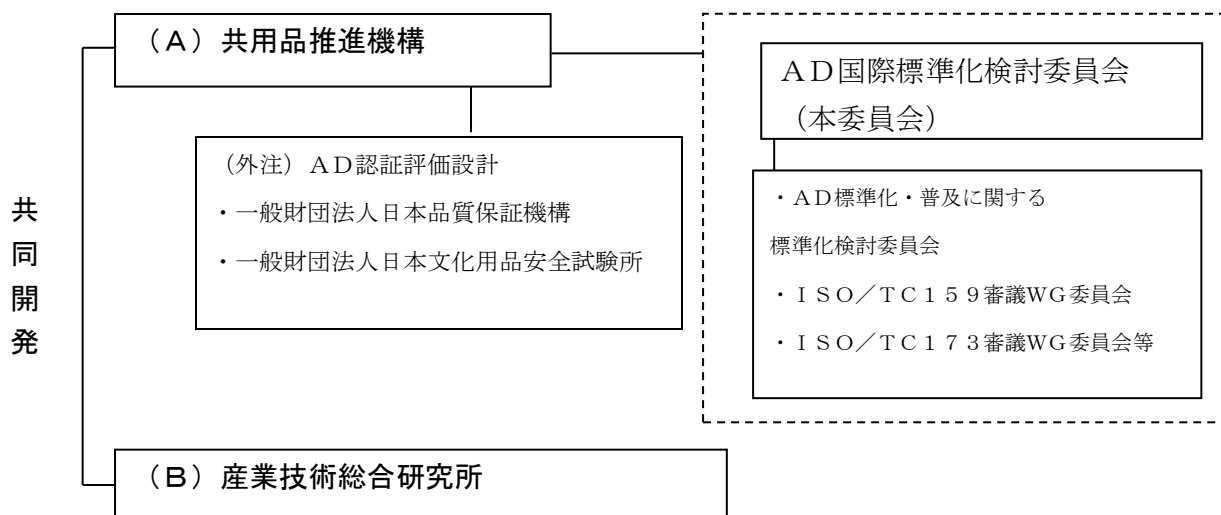 共同開発
（Ａ）共用品推進機構
（外注）ＡＤ認証評価設計
・一般財団法人日本品質保証機構
・一般財団法人日本文化用品安全試験所
ＡＤ国際標準化検討委員会
（本委員会）
・ＡＤ標準化・普及に関する
標準化検討委員会
・ＩＳＯ／ＴＣ１５９審議WG委員会
・ＩＳＯ／ＴＣ１７３審議WG委員会等
（Ｂ）産業技術総合研究所